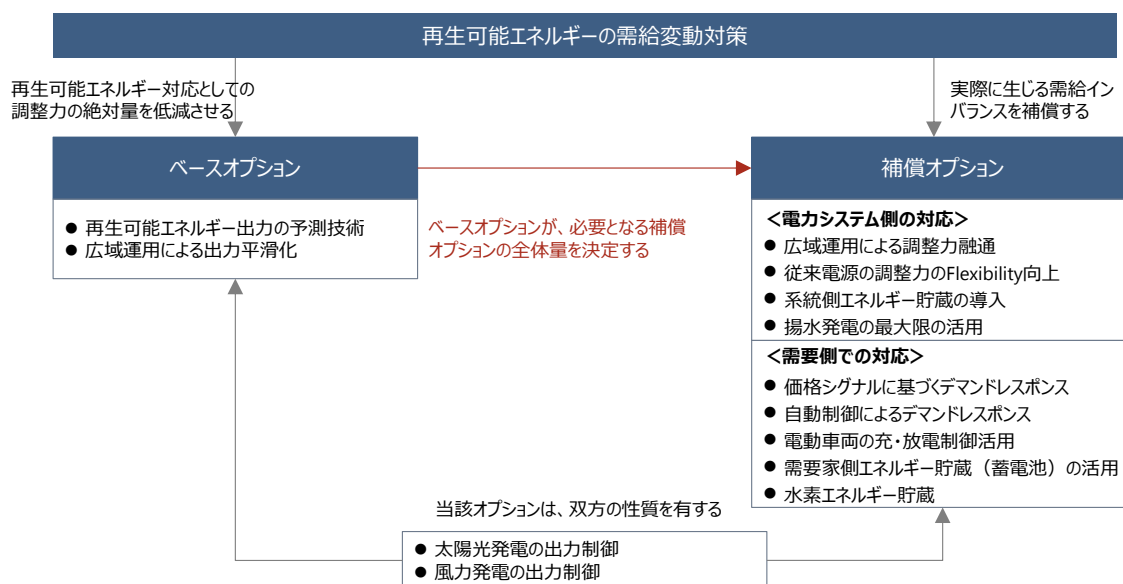 再生可能エネルギーの需給変動対策
再生可能エネルギー対応としての
調整力の絶対量を低減させる
実際に生じる需給イン
バランスを補償する
ベースオプション
● 再生可能エネルギー出力の予測技術
● 広域運用による出力平滑化
ベースオプションが、必要となる補償
オプションの全体量を決定する
補償オプション
＜電力システム側の対応＞
● 広域運用による調整力融通
● 従来電源の調整力のFlexibility向上
● 系統側エネルギー貯蔵の導入
● 揚水発電の最大限の活用
＜需要側での対応＞
● 価格シグナルに基づくデマンドレスポンス
● 自動制御によるデマンドレスポンス
● 電動車両の充・放電制御活用
● 需要家側エネルギー貯蔵（蓄電池）の活用
● 水素エネルギー貯蔵
当該オプションは、双方の性質を有する
● 太陽光発電の出力制御
● 風力発電の出力制御